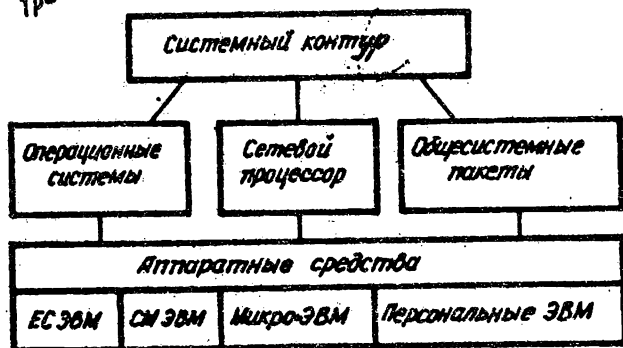 Системный контур
Операционные
системы
Сетевой
процессор
Общесистемные
пакеты
Аппаратные средства
ЕС ЭВМ
СМ ЭВМ
Микро-ЭВМ
Персональные ЭВМ